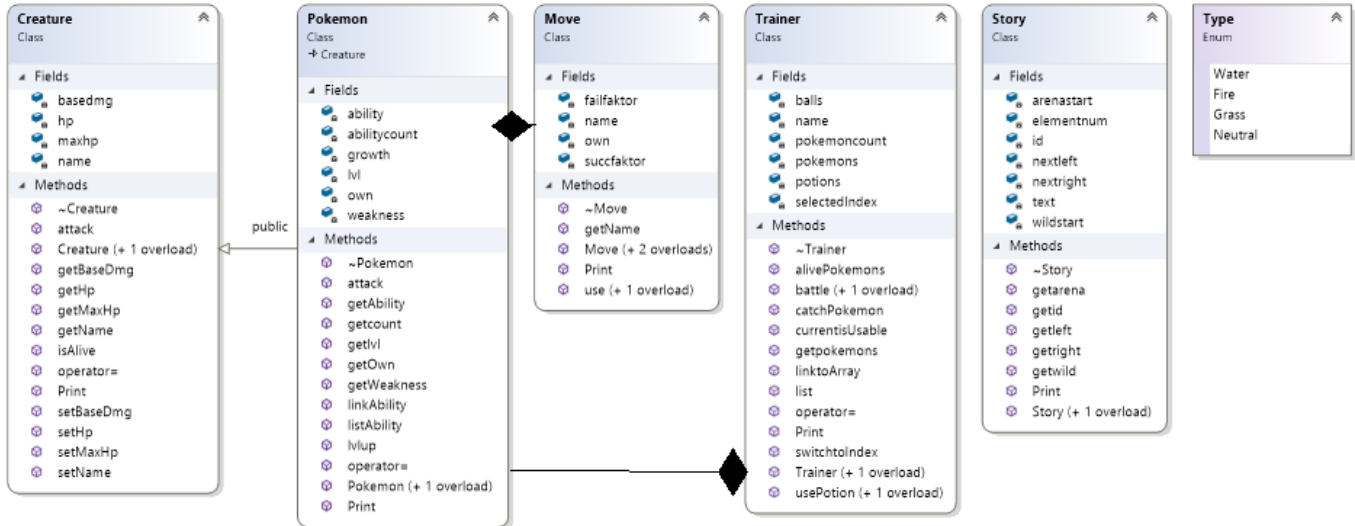 Creature
Class
Fields
basedmg
hp
maxhp
name
Methods
~Creature
attack
Creature (+ 1 overload)
getBaseDmg
getHp
getMaxHp
getName
isAlive
operator=
Print
setBaseDmg
setHp
setMaxHp
setName
public
Pokemon
Class
Creature
Fields
ability
abilitycount
growth
lvl
own
weakness
Methods
~Pokemon
attack
getAbility
getcount
getlvl
getOwn
getWeakness
linkAbility
listAbility
lvlup
operator=
Pokemon (+ 1 overload)
Print
Move
Class
Fields
failfaktor
name
own
succfaktor
Methods
~Move
getName
Move (+ 2 overloads)
Print
use (+ 1 overload)
Trainer
Class
Fields
balls
name
pokemoncount
pokemons
potions
selectedIndex
Methods
~Trainer
alivePokemons
battle (+ 1 overload)
catchPokemon
currentisUsable
getpokemons
linktoArray
list
operator=
Print
switchtoIndex
Trainer (+ 1 overload)
usePotion (+ 1 overload)
Story
Class
Fields
arenastart
elementnum
id
nextleft
nextright
text
wildstart
Methods
~Story
getarena
getid
getleft
getright
getwild
Print
Story (+ 1 overload)
Type
Enum
Water
Fire
Grass
Neutral